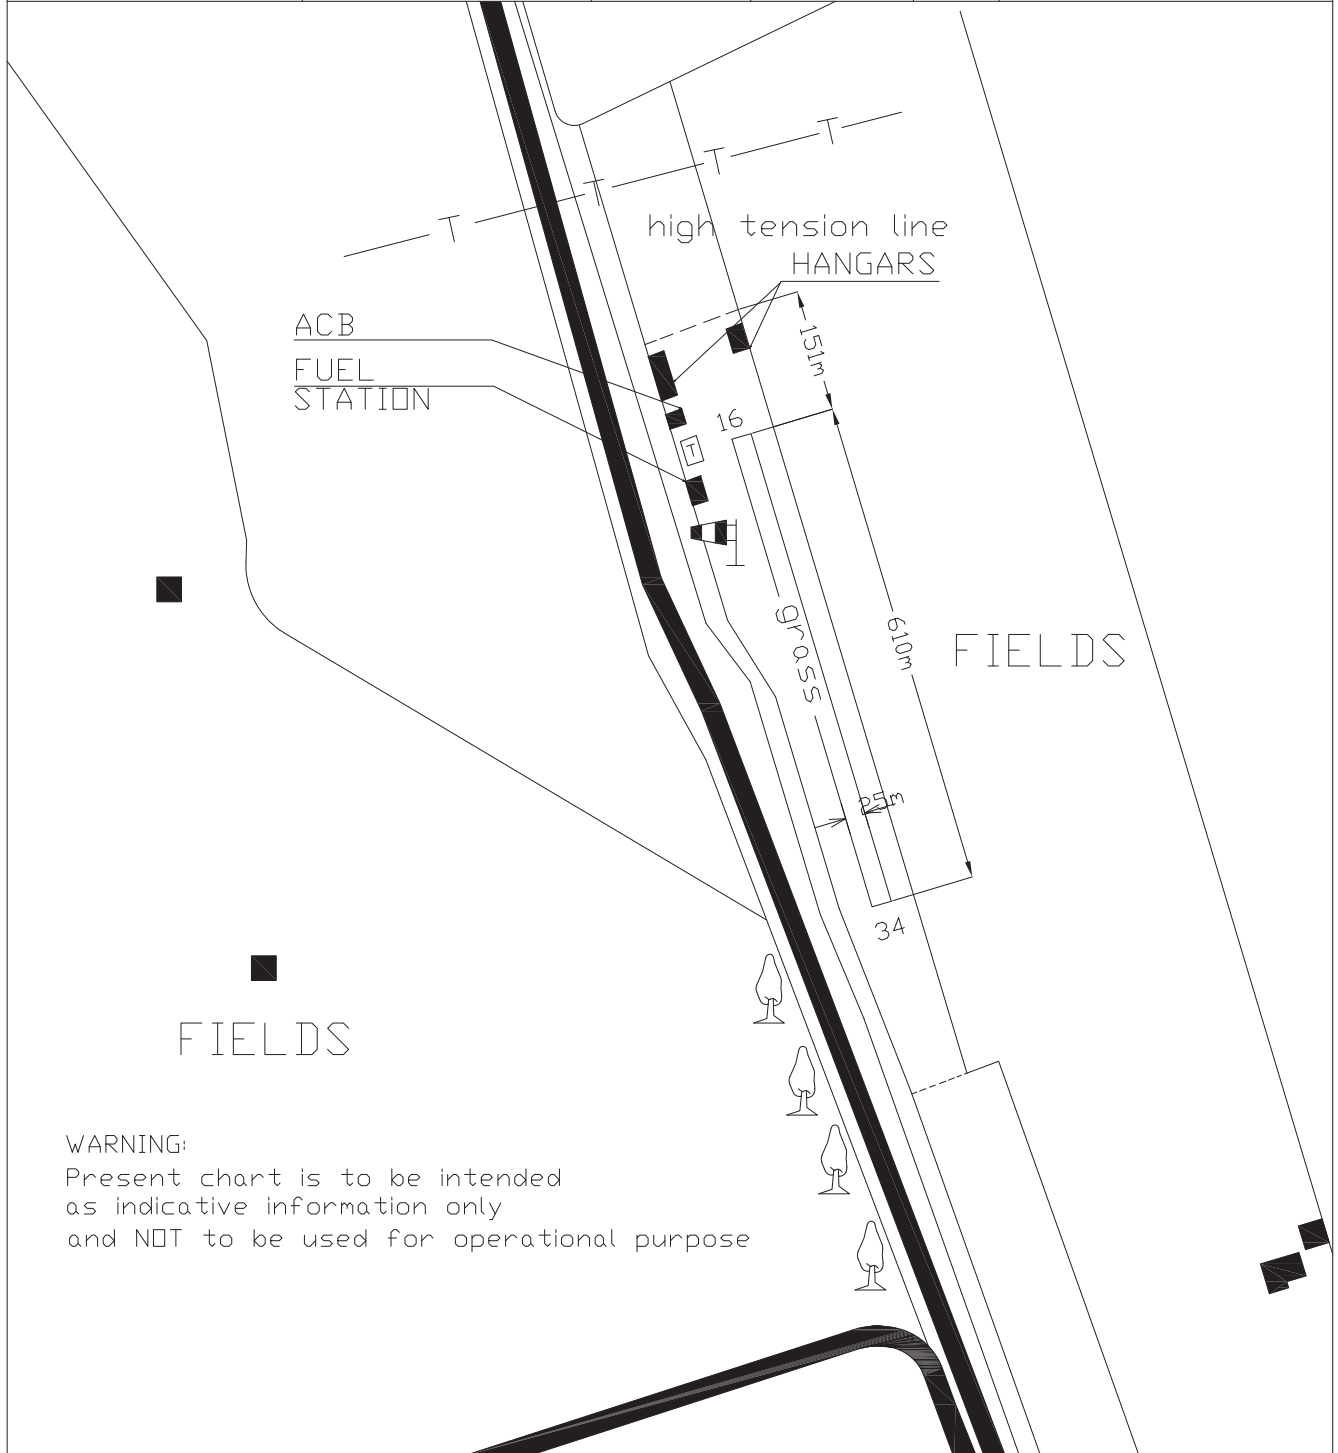 T
T
T
T
high tension line
HANGARS
ACB
FUEL
STATION
151m
16
T
grass
610m
FIELDS
25m
34
FIELDS
WARNING:
Present chart is to be intended
as indicative information only
and NOT to be used for operational purpose